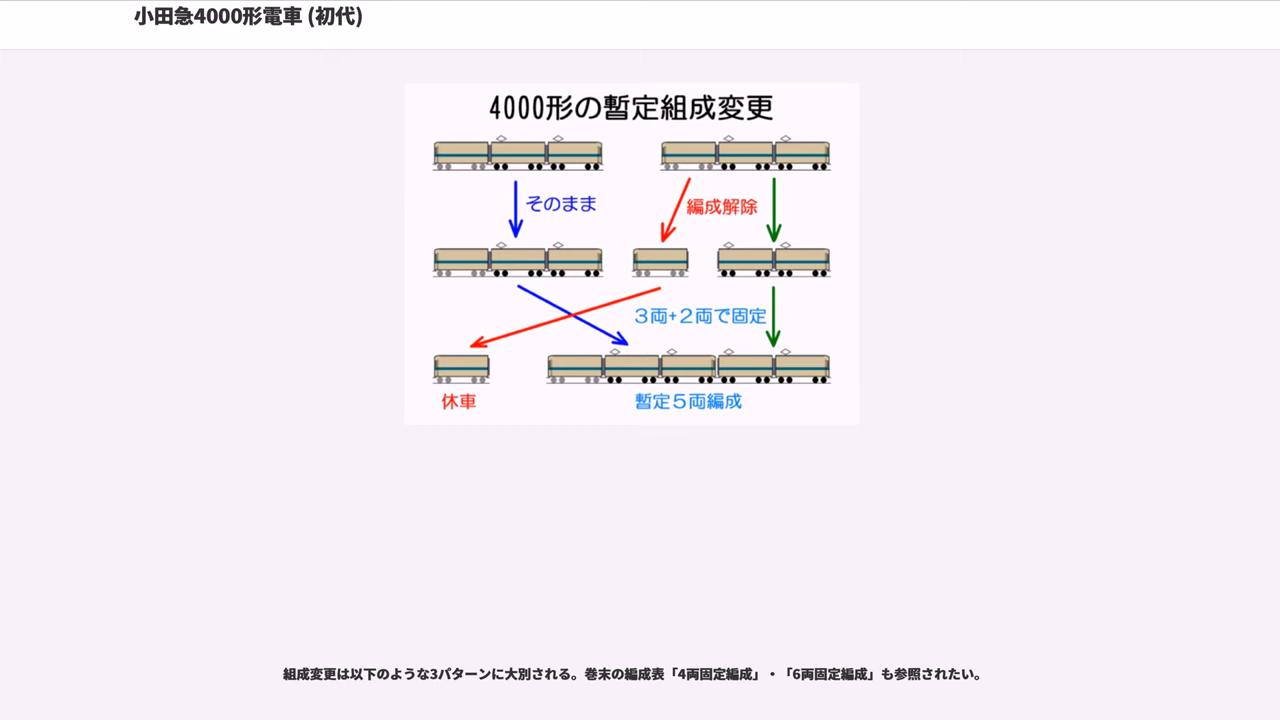 小田急4000形電車 (初代)
4000形の暫定組成変更
そのまま
編成解除
３両+２両で固定
休車
暫定５両編成
組成変更は以下のような3パターンに大別される。巻末の編成表「4両固定編成」・「6両固定編成」も参照されたい。